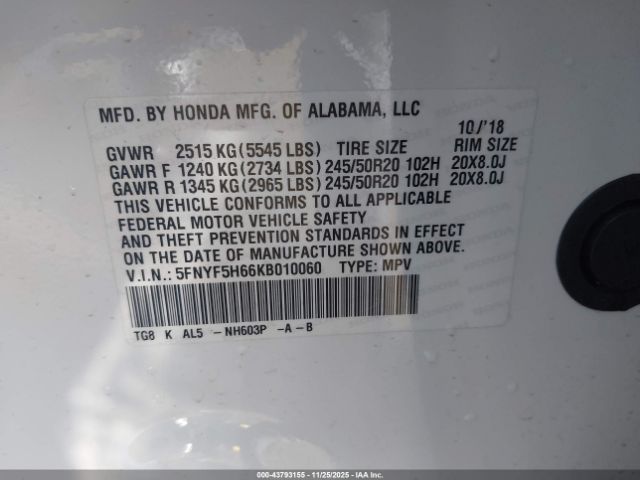 MFD. BY HONDA MFG. OF ALABAMA, LLC
10/'18
GVWR 2515 KG(5545 LBS) TIRE SIZE RIM SIZE
GAWR F 1240 KG(2734 LBS)245/50R20 102H 20X8.0J
GAWR R 1345 KG(2965 LBS)245/50R20 102H 20X8.0J
THIS VEHICLE CONFORMS TO ALL APPLICABLE
FEDERAL MOTOR VEHICLE SAFETY
AND THEFT PREVENTION STANDARDS IN EFFECT
ON THE DATE OF MANUFACTURE SHOWN ABOVE.
V.I.N.: 5FNYF5H66KB010060 TYPE: MPV
TG8 K AL5 -NH603P -A-B
© -- 43793155 -- 11/25/2025 -- IAA Inc.